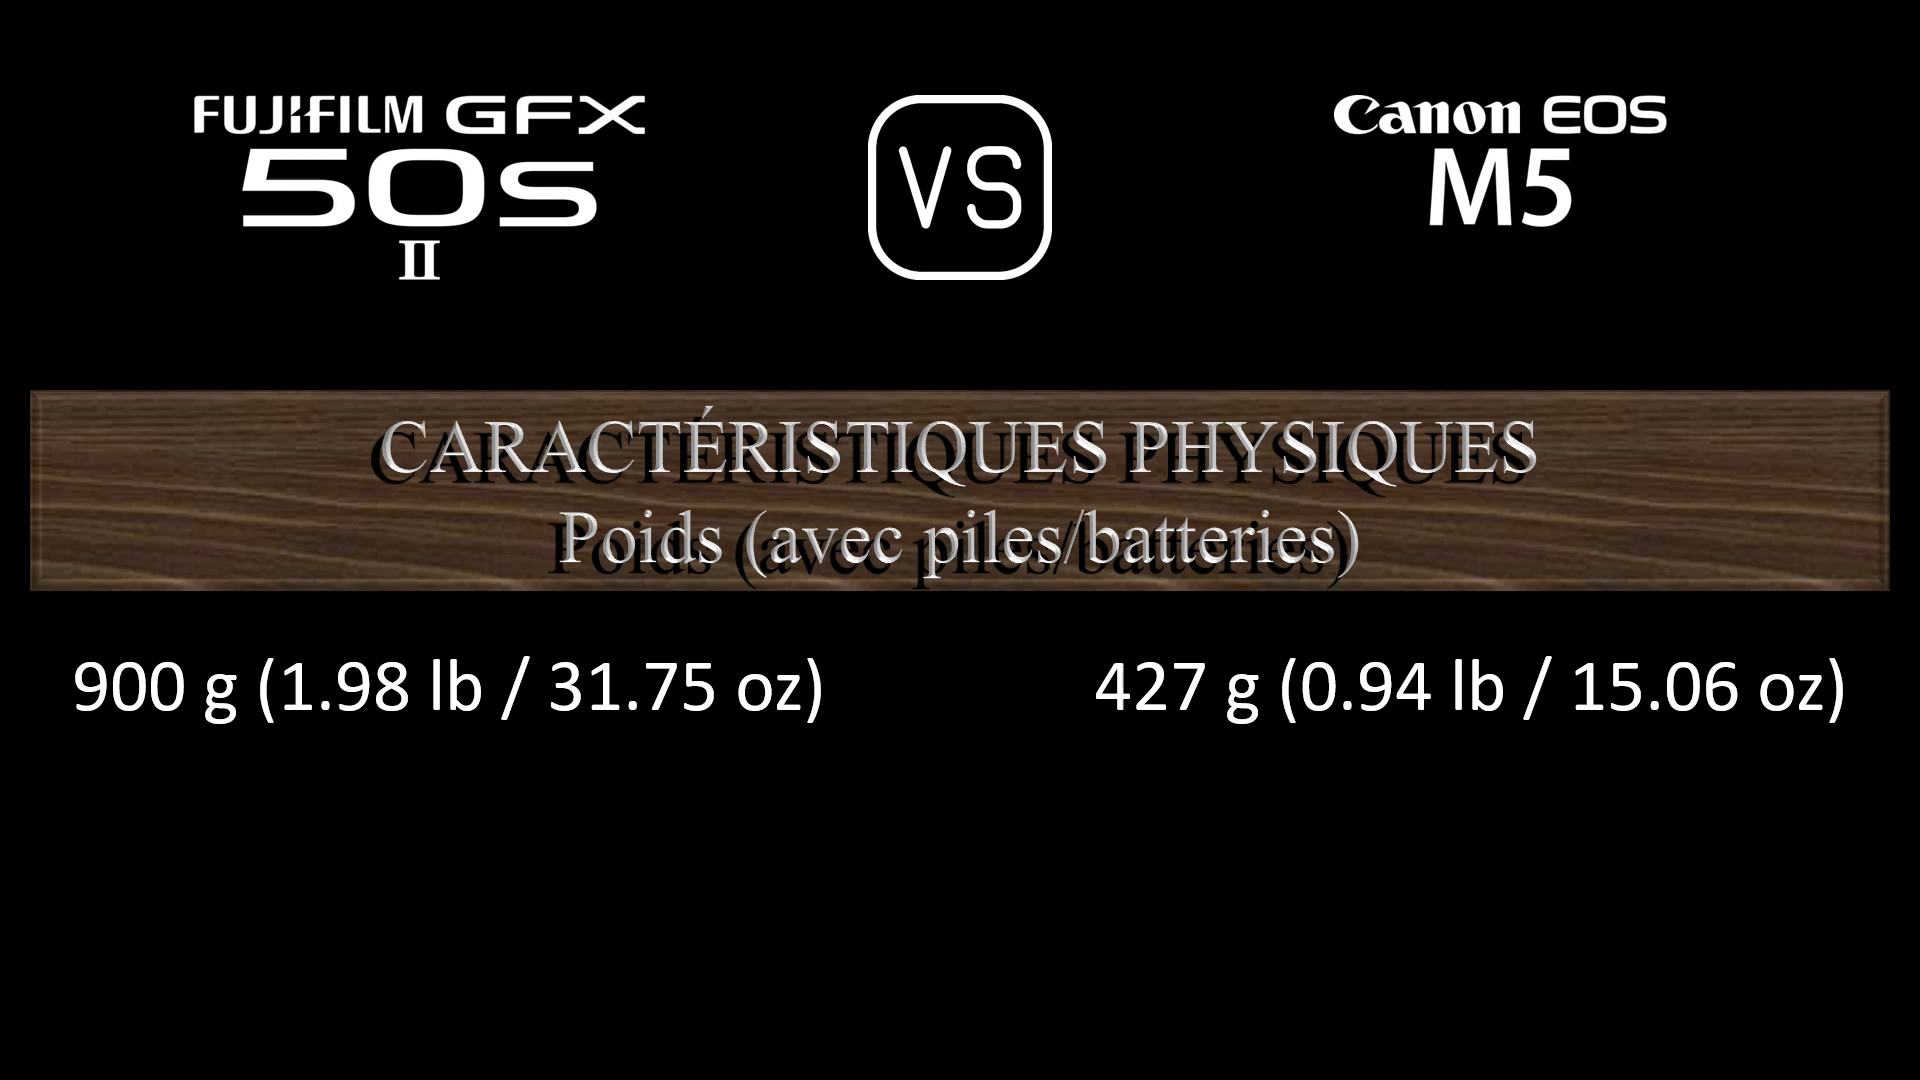 FUJIFILM GFX
50S
II
VS
Canon EOS
M5
CARACTÉRISTIQUES PHYSIQUES
Poids (avec piles/batteries)
900 g (1.98 lb / 31.75 oz)
427 g (0.94 lb / 15.06 oz)